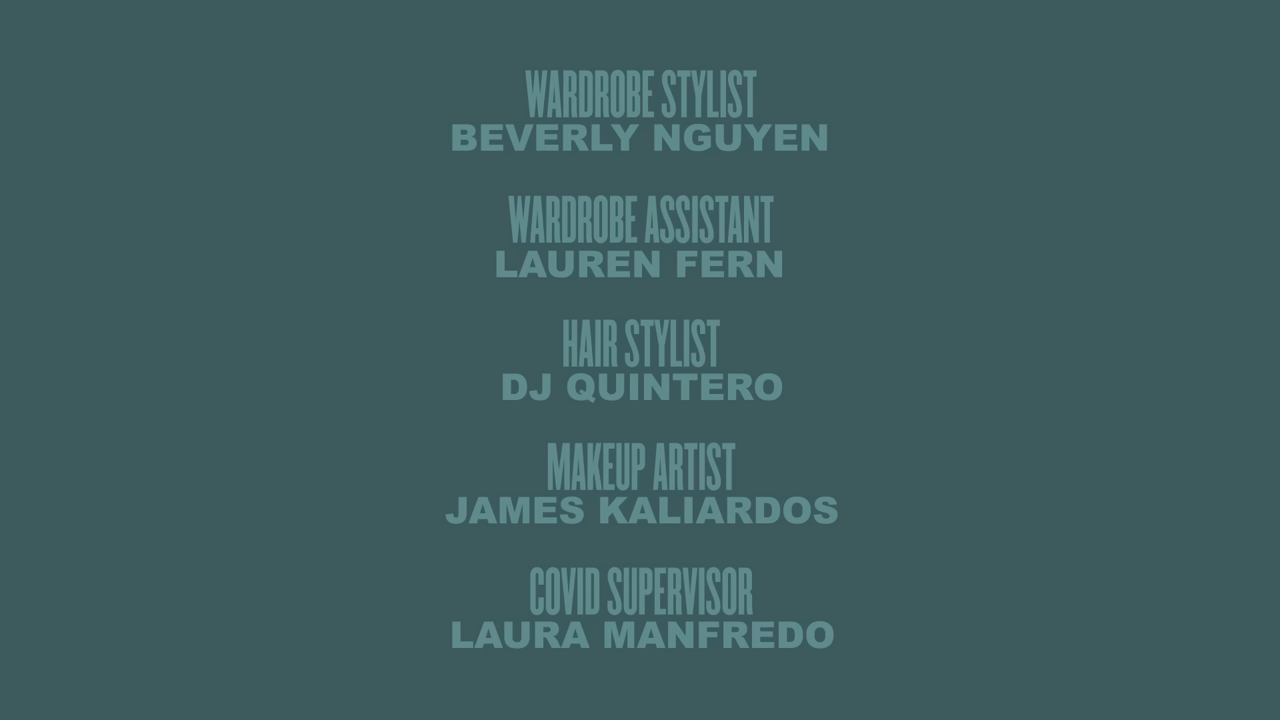 WARDROBE STYLIST
BEVERLY NGUYEN
WARDROBE ASSISTANT
LAUREN FERN
HAIR STYLIST
DJ QUINTERO
MAKEUP ARTIST
JAMES KALIARDOS
COVID SUPERVISOR
LAURA MANFREDO